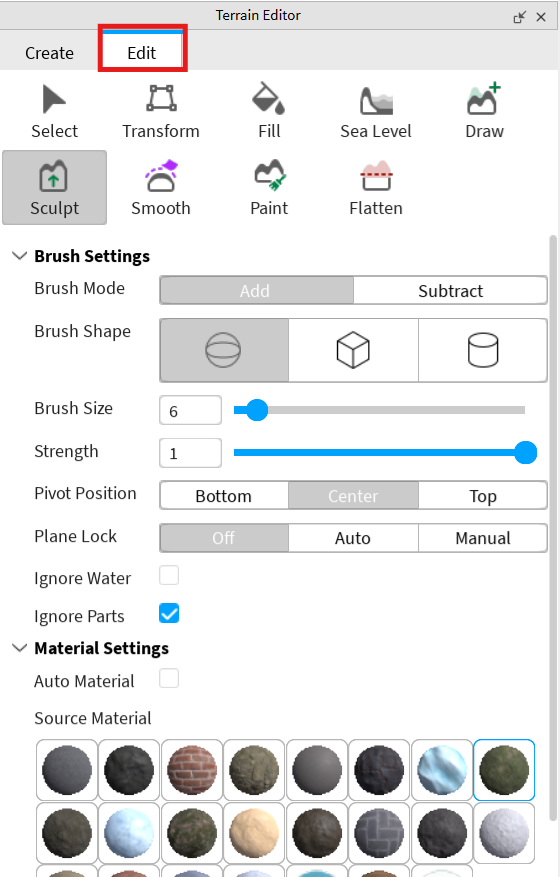 Terrain Editor
Create Edit
Select Transform Fill Sea Level Draw
Sculpt Smooth Paint Flatten
Brush Settings
Brush Mode Add Subtract
Brush Shape
Brush Size 6
Strength 1
Pivot Position Bottom Center Top
Plane Lock Off Auto Manual
Ignore Water
Ignore Parts
Material Settings
Auto Material
Source Material